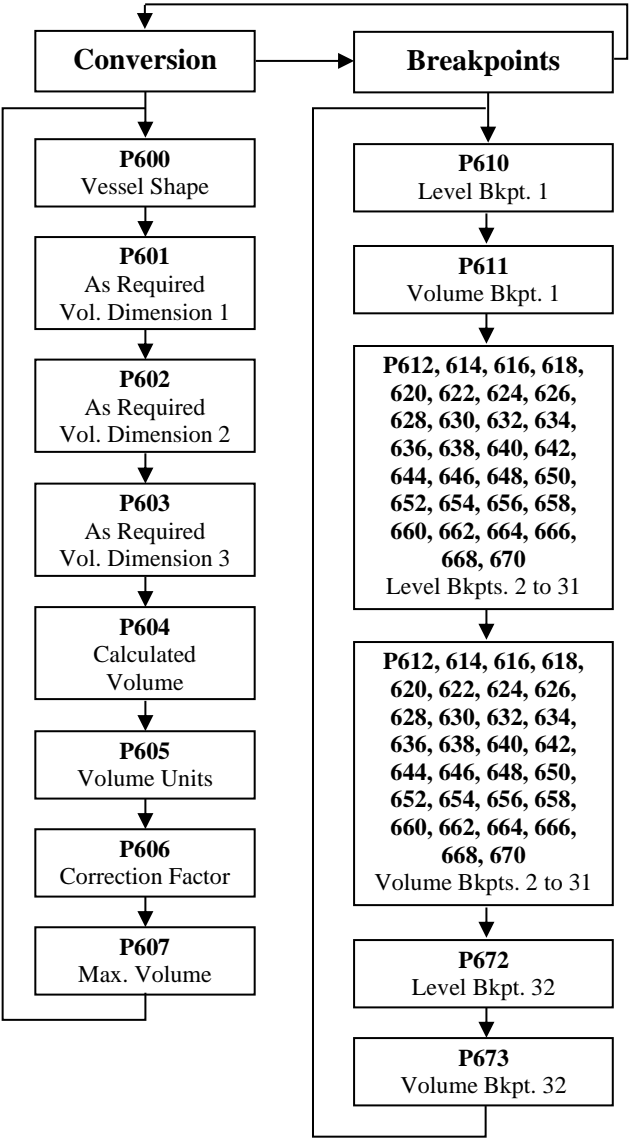 Conversion
P600
Vessel Shape
P601
As Required
Vol. Dimension 1
P602
As Required
Vol. Dimension 2
P603
As Required
Vol. Dimension 3
P604
Calculated
Volume
P605
Volume Units
P606
Correction Factor
P607
Max. Volume
Breakpoints
P610
Level Bkpt. 1
P611
Volume Bkpt. 1
P612, 614, 616, 618,
620, 622, 624, 626,
628, 630, 632, 634,
636, 638, 640, 642,
644, 646, 648, 650,
652, 654, 656, 658,
660, 662, 664, 666,
668, 670
Level Bkpts. 2 to 31
P612, 614, 616, 618,
620, 622, 624, 626,
628, 630, 632, 634,
636, 638, 640, 642,
644, 646, 648, 650,
652, 654, 656, 658,
660, 662, 664, 666,
668, 670
Volume Bkpts. 2 to 31
P672
Level Bkpt. 32
P673
Volume Bkpt. 32